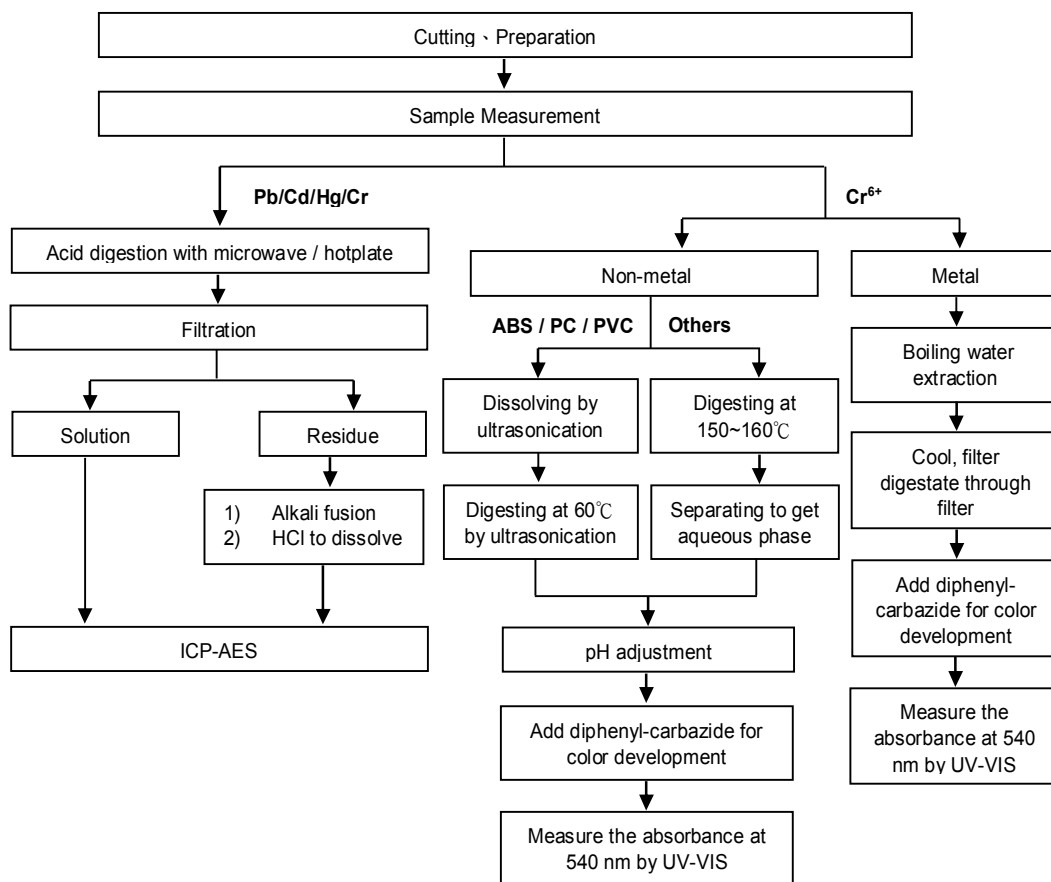 Cutting、Preparation
Sample Measurement
Pb/Cd/Hg/Cr
Cr⁶⁺
Acid digestion with microwave / hotplate
Filtration
Solution
Residue
1) Alkali fusion
2) HCl to dissolve
ICP-AES
Non-metal
ABS / PC / PVC
Others
Dissolving by
ultrasonication
Digesting at
150~160℃
Digesting at 60℃
by ultrasonication
Separating to get
aqueous phase
pH adjustment
Add diphenyl-carbazide for
color development
Measure the absorbance at
540 nm by UV-VIS
Metal
Boiling water
extraction
Cool, filter
digestate through
filter
Add diphenyl-
carbazide for color
development
Measure the
absorbance at 540
nm by UV-VIS